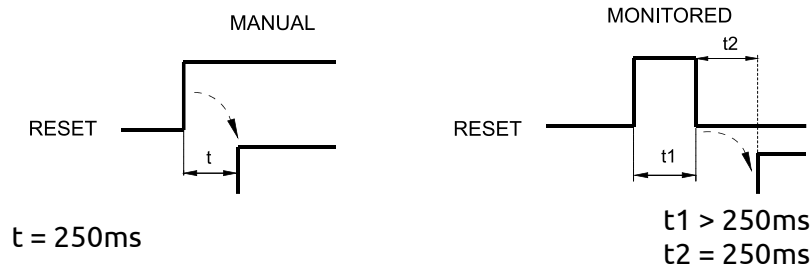 MANUAL
RESET
t
t = 250ms
MONITORED
t2
RESET
t1
t1 > 250ms
t2 = 250ms